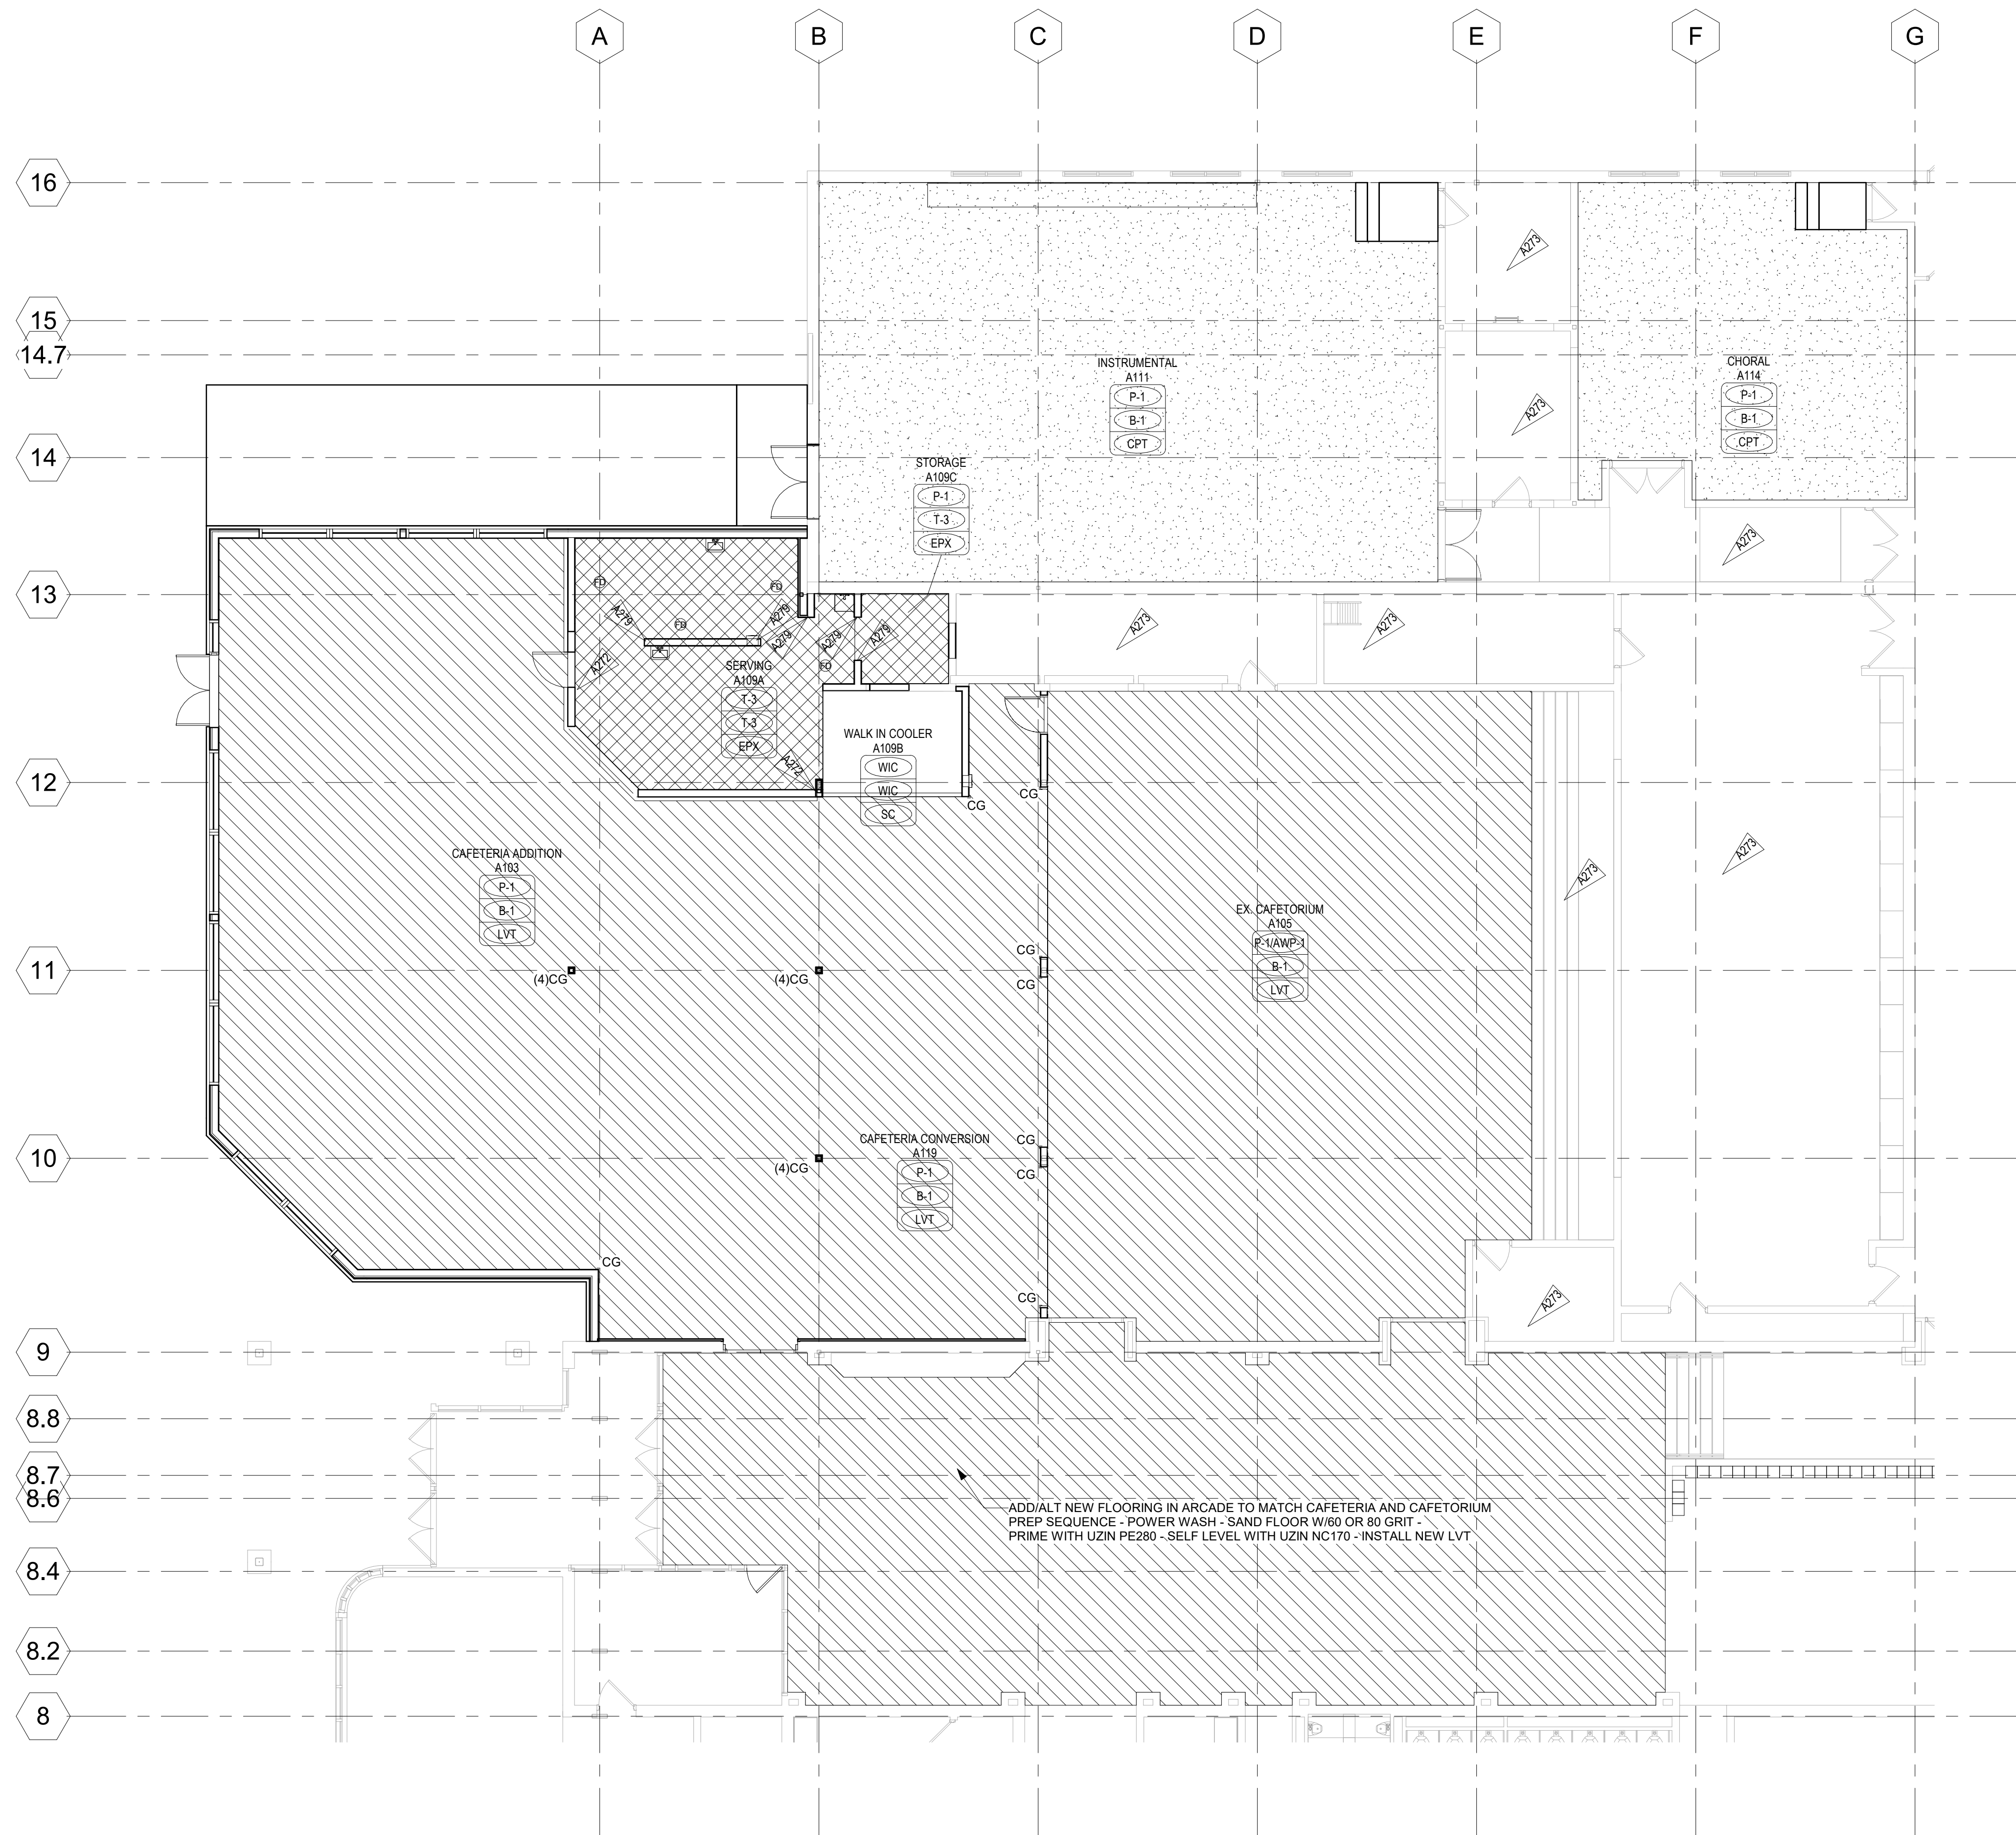 A
B
C
D
E
F
G
16
A273
15
14.7
INSTRUMENTAL
A111
P-1
B-1
CPT
CHORAL
A114
P-1
B-1
CPT
A273
14
STORAGE
A109C
P-1
T-3
EPX
A273
13
FD
FD
FD
FD
A279
A279
A279
A279
A279
A272
A273
A273
SERVING
A109A
T-3
T-3
EPX
A272
WALK IN COOLER
A109B
WIC
WIC
SC
12
CG
CG
CAFETERIA ADDITION
A103
P-1
B-1
LVT
A273
A273
EX. CAFETORIUM
A105
P-1/AWP-1
B-1
LVT
11
(4)CG
(4)CG
CG
CG
10
(4)CG
CAFETERIA CONVERSION
A119
P-1
B-1
LVT
CG
CG
CG
CG
A273
9
8.8
8.7
8.6
ADD/ALT NEW FLOORING IN ARCADE TO MATCH CAFETERIA AND CAFETORIUM
PREP SEQUENCE - POWER WASH - SAND FLOOR W/60 OR 80 GRIT -
PRIME WITH UZIN PE280 - SELF LEVEL WITH UZIN NC170 - INSTALL NEW LVT
8.4
8.2
8